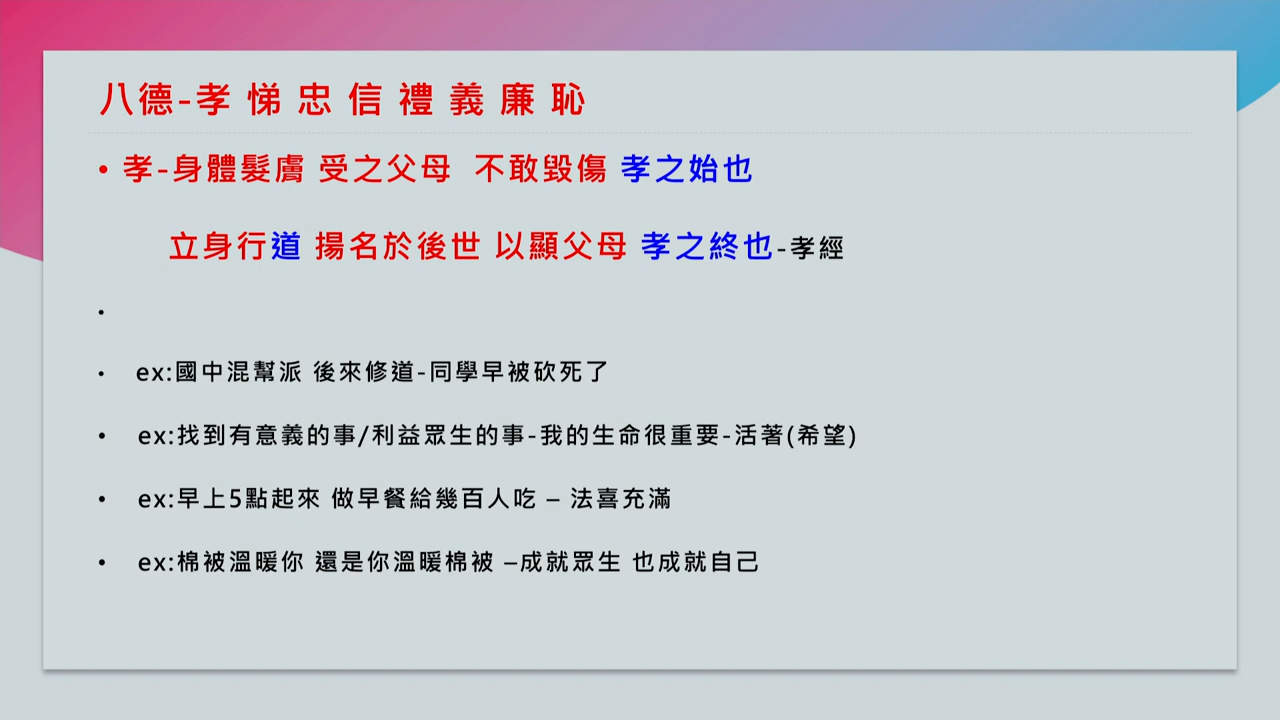 八德-孝 悌 忠 信 禮 義 廉 恥
• 孝-身體髮膚 受之父母 不敢毀傷 孝之始也
立身行道 揚名於後世 以顯父母 孝之終也-孝經
•
• ex:國中混幫派 後來修道-同學早被砍死了
• ex:找到有意義的事/利益眾生的事-我的生命很重要-活著(希望)
• ex:早上5點起來 做早餐給幾百人吃 – 法喜充滿
• ex:棉被溫暖你 還是你溫暖棉被 –成就眾生 也成就自己